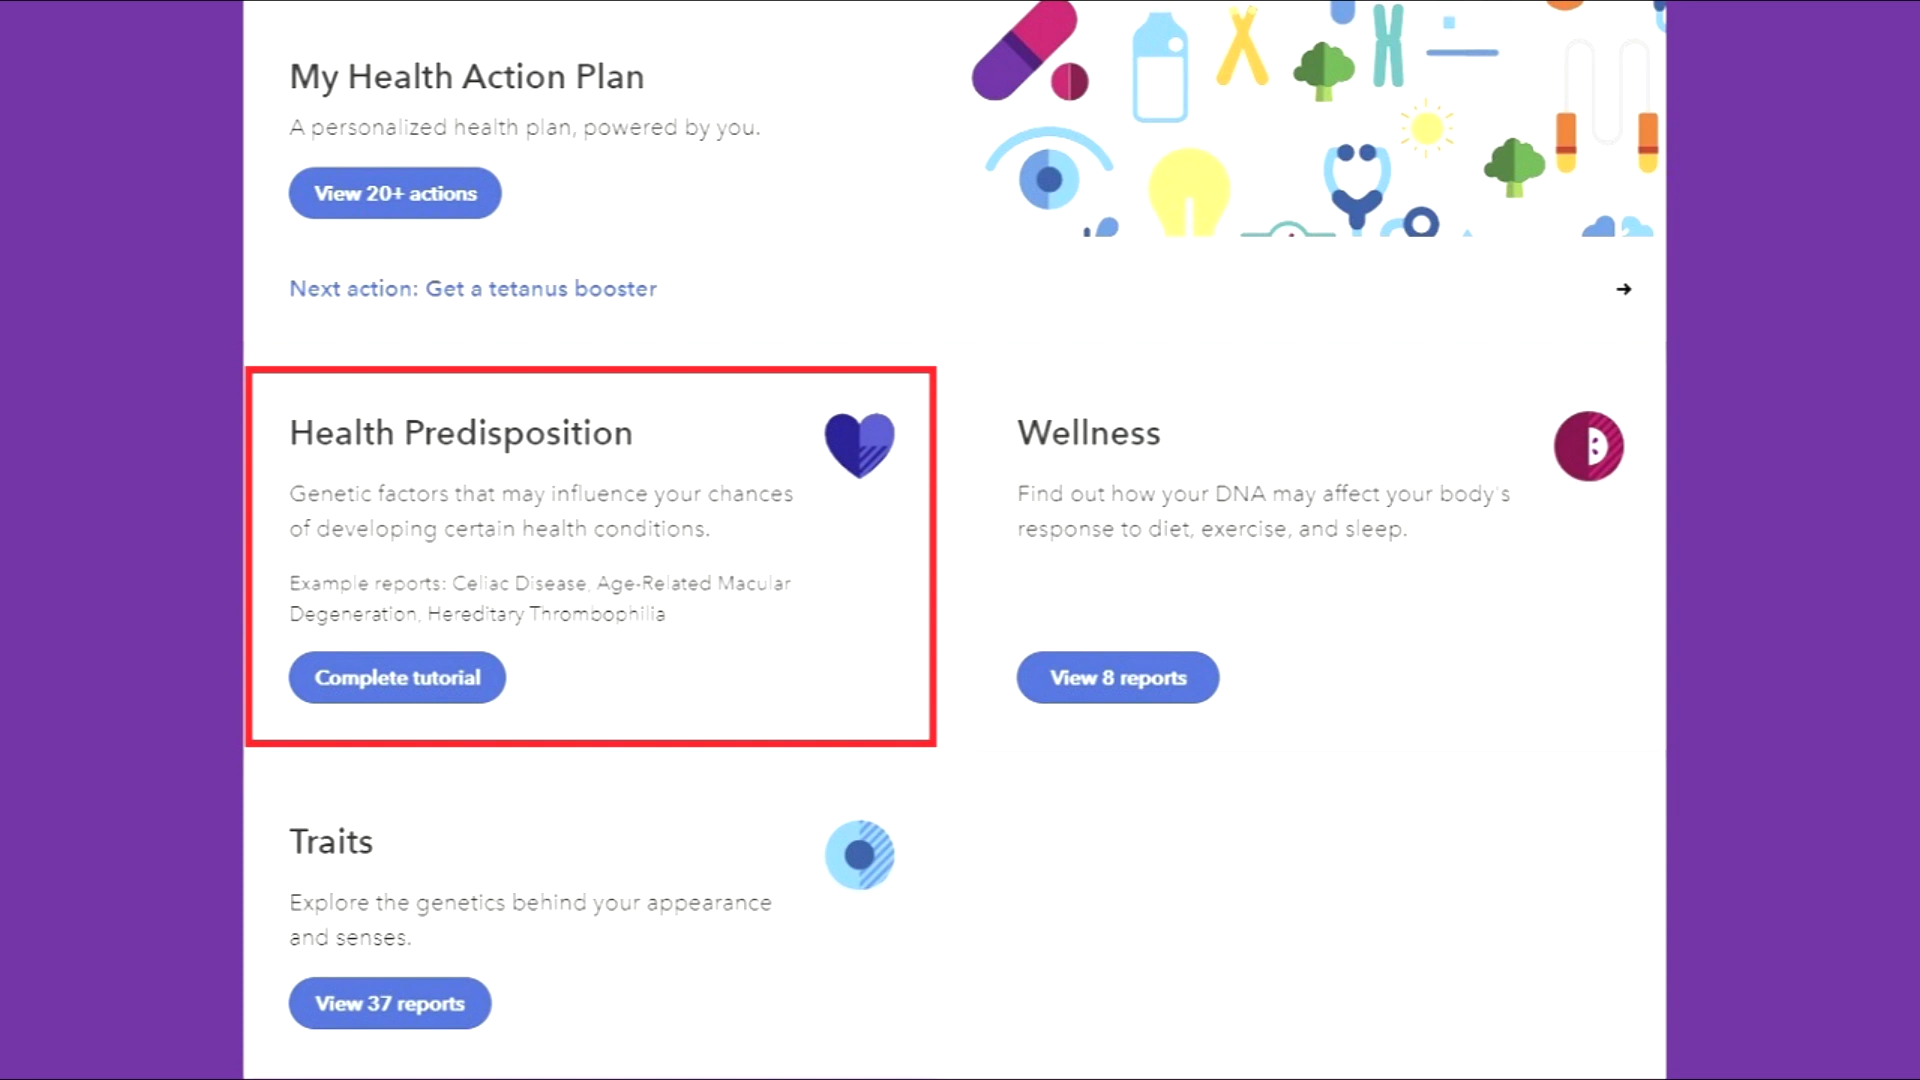 My Health Action Plan
A personalized health plan, powered by you.
View 20+ actions
Next action: Get a tetanus booster
Health Predisposition
Genetic factors that may influence your chances
of developing certain health conditions.
Example reports: Celiac Disease, Age-Related Macular
Degeneration, Hereditary Thrombophilia
Complete tutorial
Wellness
Find out how your DNA may affect your body's
response to diet, exercise, and sleep.
View 8 reports
Traits
Explore the genetics behind your appearance
and senses.
View 37 reports